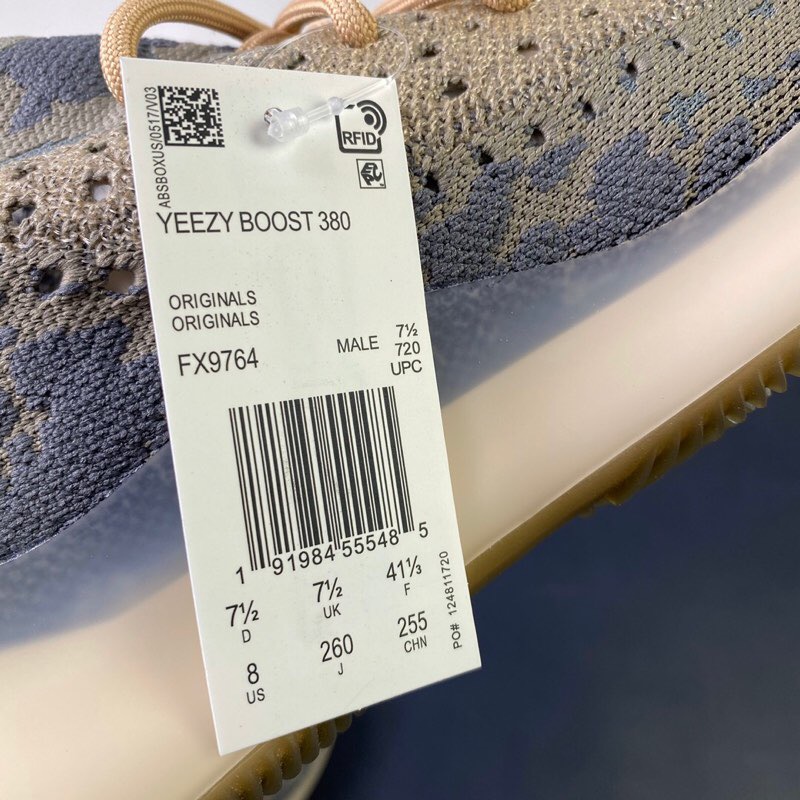 ABSBOXUS/0517/V03
RFID
YEEZY BOOST 380
ORIGINALS
ORIGINALS
FX9764
MALE
7½
720
UPC
1 91984 55548 5
7½ 7½ 41⅓
D UK F
8 260 255
US J CHN
PO# 124811720